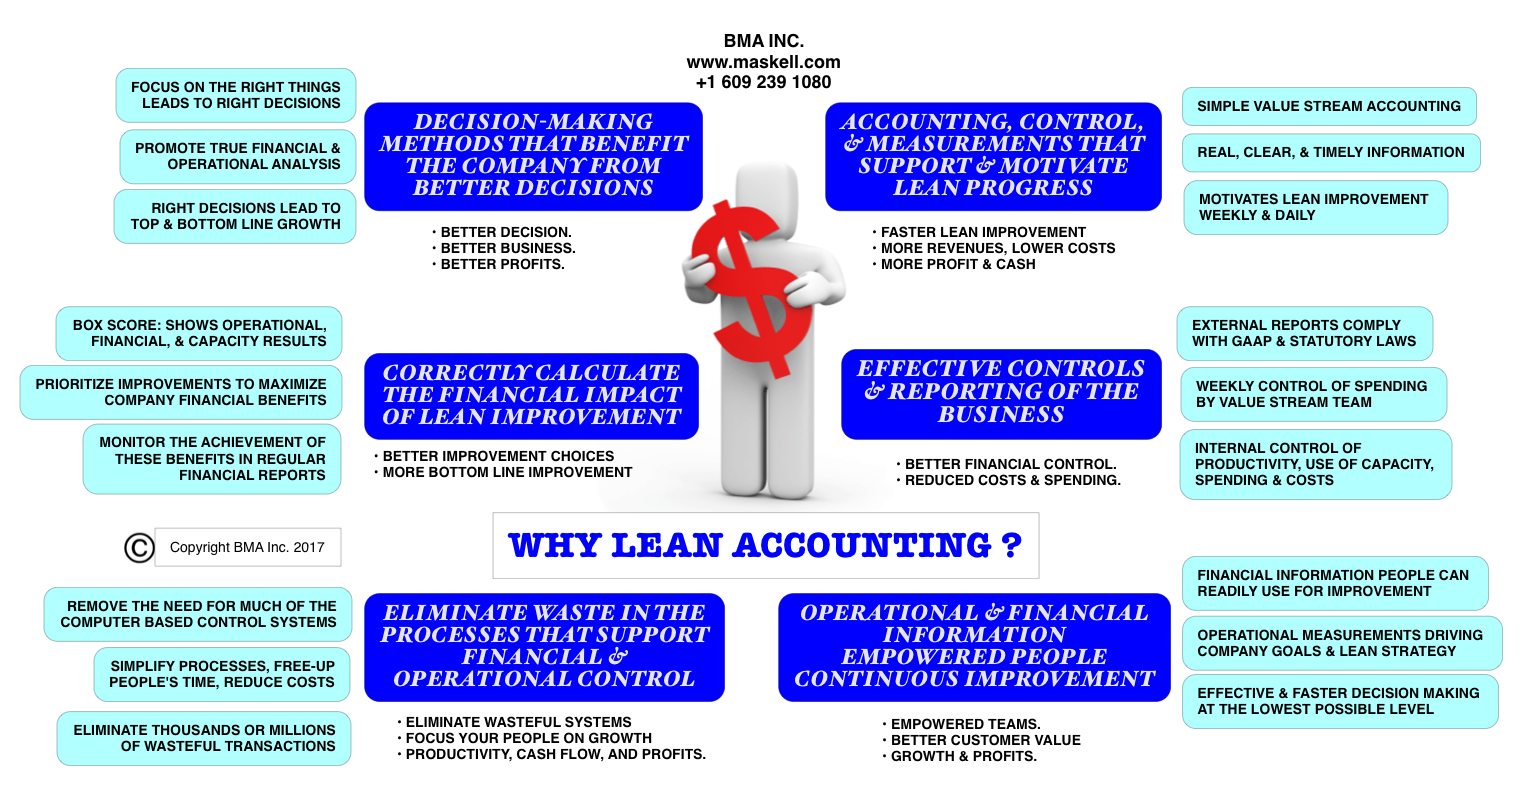 BMA INC.
www.maskell.com
+1 609 239 1080
FOCUS ON THE RIGHT THINGS
LEADS TO RIGHT DECISIONS
PROMOTE TRUE FINANCIAL &
OPERATIONAL ANALYSIS
RIGHT DECISIONS LEAD TO
TOP & BOTTOM LINE GROWTH
DECISION-MAKING
METHODS THAT BENEFIT
THE COMPANY FROM
BETTER DECISIONS
• BETTER DECISION.
• BETTER BUSINESS.
• BETTER PROFITS.
ACCOUNTING, CONTROL,
& MEASUREMENTS THAT
SUPPORT & MOTIVATE
LEAN PROGRESS
• FASTER LEAN IMPROVEMENT
• MORE REVENUES, LOWER COSTS
• MORE PROFIT & CASH
SIMPLE VALUE STREAM ACCOUNTING
REAL, CLEAR, & TIMELY INFORMATION
MOTIVATES LEAN IMPROVEMENT
WEEKLY & DAILY
$
BOX SCORE: SHOWS OPERATIONAL,
FINANCIAL, & CAPACITY RESULTS
PRIORITIZE IMPROVEMENTS TO MAXIMIZE
COMPANY FINANCIAL BENEFITS
MONITOR THE ACHIEVEMENT OF
THESE BENEFITS IN REGULAR
FINANCIAL REPORTS
CORRECTLY CALCULATE
THE FINANCIAL IMPACT
OF LEAN IMPROVEMENT
• BETTER IMPROVEMENT CHOICES
• MORE BOTTOM LINE IMPROVEMENT
EFFECTIVE CONTROLS
& REPORTING OF THE
BUSINESS
• BETTER FINANCIAL CONTROL.
• REDUCED COSTS & SPENDING.
EXTERNAL REPORTS COMPLY
WITH GAAP & STATUTORY LAWS
WEEKLY CONTROL OF SPENDING
BY VALUE STREAM TEAM
INTERNAL CONTROL OF
PRODUCTIVITY, USE OF CAPACITY,
SPENDING & COSTS
© Copyright BMA Inc. 2017
WHY LEAN ACCOUNTING ?
REMOVE THE NEED FOR MUCH OF THE
COMPUTER BASED CONTROL SYSTEMS
SIMPLIFY PROCESSES, FREE-UP
PEOPLE'S TIME, REDUCE COSTS
ELIMINATE THOUSANDS OR MILLIONS
OF WASTEFUL TRANSACTIONS
ELIMINATE WASTE IN THE
PROCESSES THAT SUPPORT
FINANCIAL &
OPERATIONAL CONTROL
• ELIMINATE WASTEFUL SYSTEMS
• FOCUS YOUR PEOPLE ON GROWTH
• PRODUCTIVITY, CASH FLOW, AND PROFITS.
OPERATIONAL & FINANCIAL
INFORMATION
EMPOWERED PEOPLE
CONTINUOUS IMPROVEMENT
• EMPOWERED TEAMS.
• BETTER CUSTOMER VALUE
• GROWTH & PROFITS.
FINANCIAL INFORMATION PEOPLE CAN
READILY USE FOR IMPROVEMENT
OPERATIONAL MEASUREMENTS DRIVING
COMPANY GOALS & LEAN STRATEGY
EFFECTIVE & FASTER DECISION MAKING
AT THE LOWEST POSSIBLE LEVEL